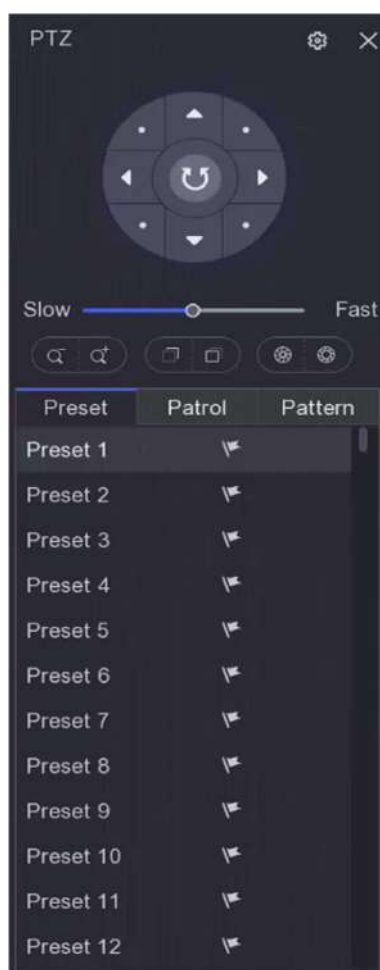 PTZ
Slow Fast
Preset Patrol Pattern
Preset 1
Preset 2
Preset 3
Preset 4
Preset 5
Preset 6
Preset 7
Preset 8
Preset 9
Preset 10
Preset 11
Preset 12